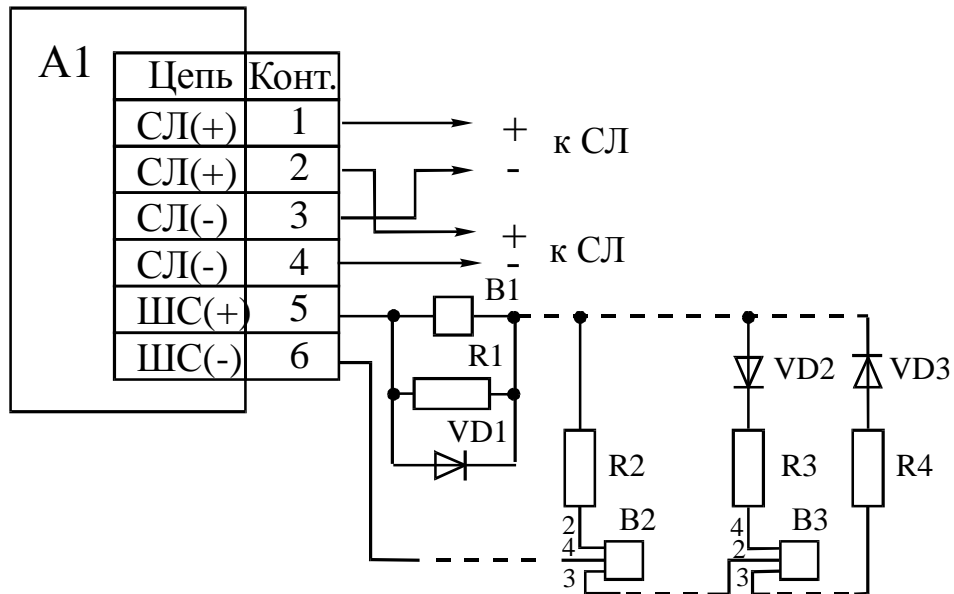 A1
Цепь Конт.
СЛ(+) 1
СЛ(+) 2
СЛ(-) 3
СЛ(-) 4
ШС(+) 5
ШС(-) 6
+
-
к СЛ
+
-
к СЛ
B1
R1
VD1
VD2
VD3
R2
R3
R4
2
4
3
B2
4
2
3
B3